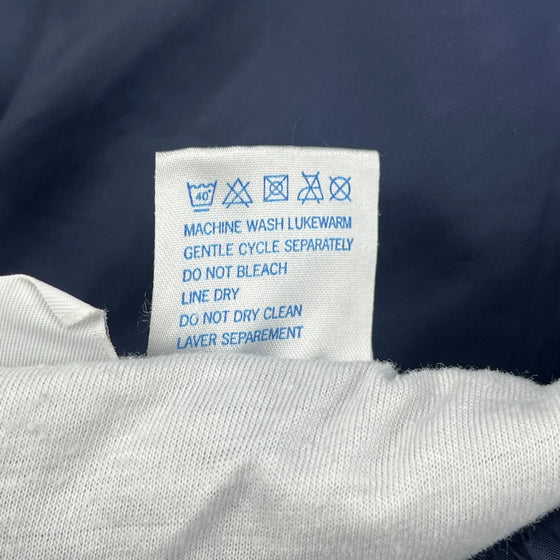 40°
MACHINE WASH LUKEWARM
GENTLE CYCLE SEPARATELY
DO NOT BLEACH
LINE DRY
DO NOT DRY CLEAN
LAVER SEPAREMENT